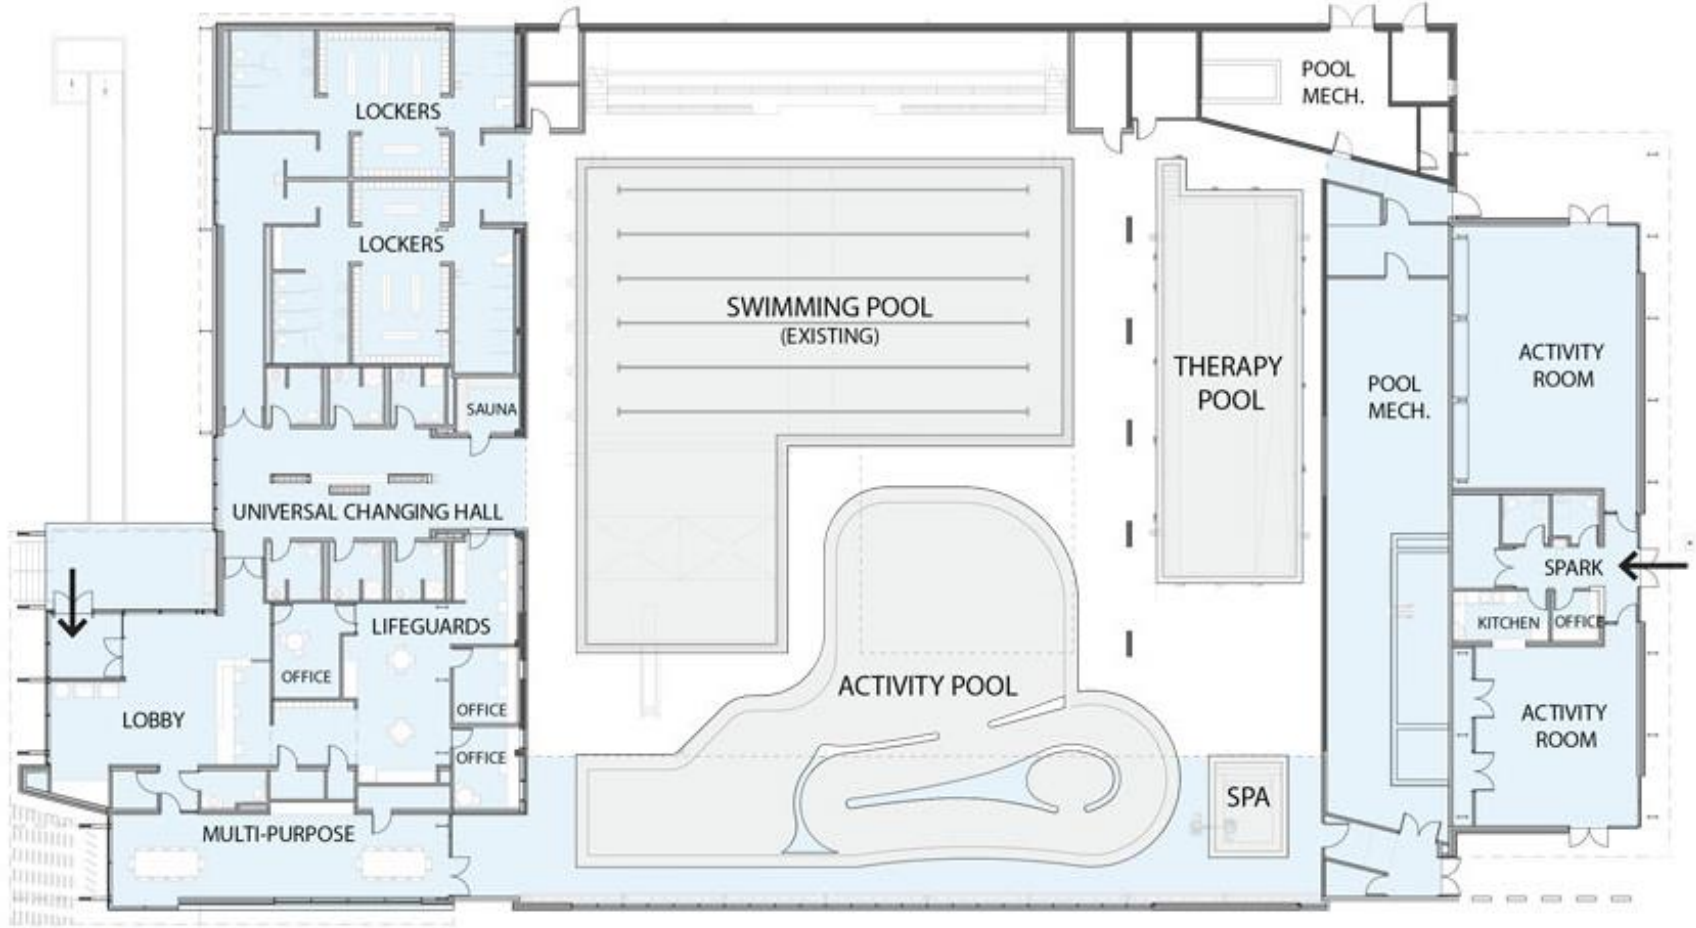 LOCKERS
POOL
MECH.
LOCKERS
SWIMMING POOL
(EXISTING)
THERAPY
POOL
ACTIVITY
ROOM
POOL
MECH.
SAUNA
UNIVERSAL CHANGING HALL
SPARK
LIFEGUARDS
KITCHEN
OFFICE
OFFICE
ACTIVITY POOL
OFFICE
LOBBY
ACTIVITY
ROOM
OFFICE
SPA
MULTI-PURPOSE